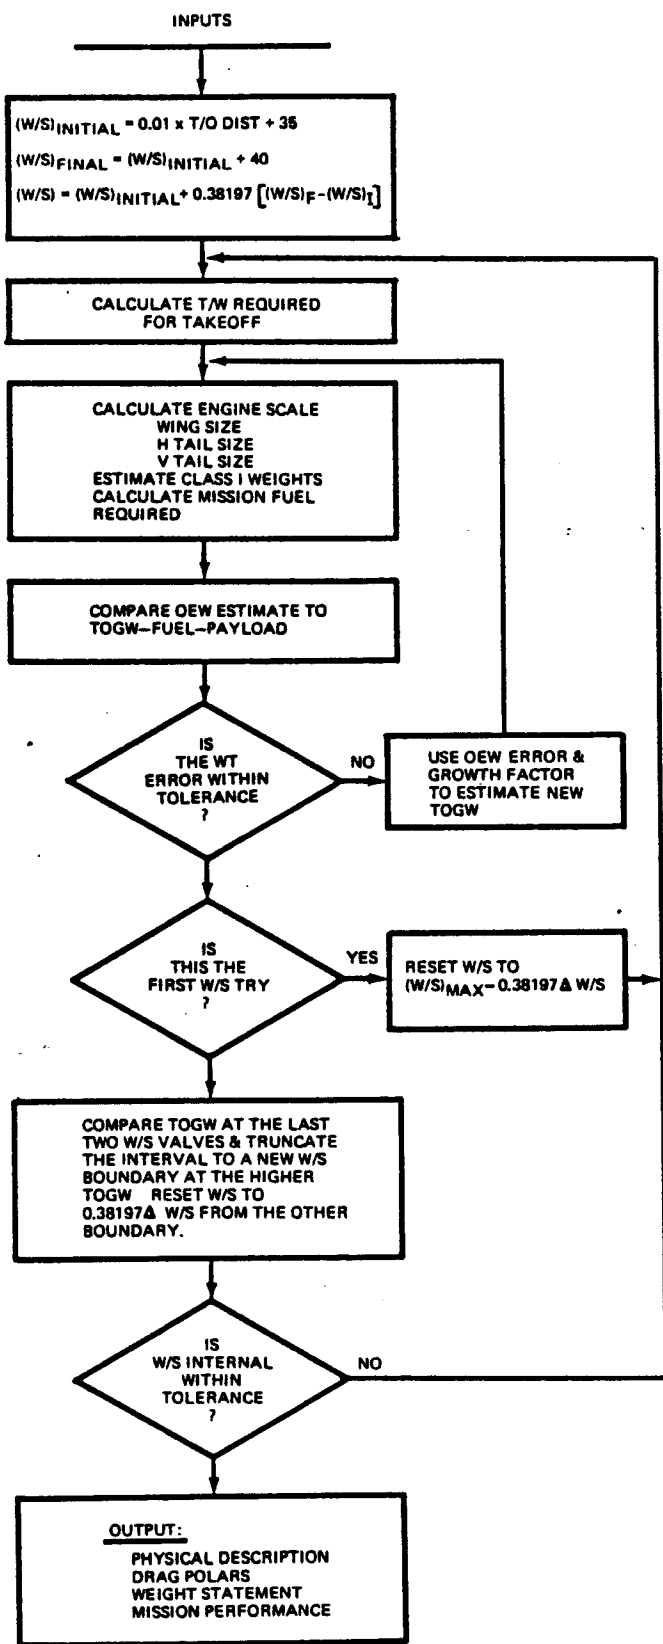 INPUTS
(W/S)INITIAL = 0.01 x T/O DIST + 35
(W/S)FINAL = (W/S)INITIAL + 40
(W/S) = (W/S)INITIAL + 0.38197 [(W/S)F-(W/S)I]
CALCULATE T/W REQUIRED
FOR TAKEOFF
CALCULATE ENGINE SCALE
WING SIZE
H TAIL SIZE
V TAIL SIZE
ESTIMATE CLASS I WEIGHTS
CALCULATE MISSION FUEL
REQUIRED
COMPARE OEW ESTIMATE TO
TOGW-FUEL-PAYLOAD
IS
THE WT
ERROR WITHIN
TOLERANCE
?
NO
USE OEW ERROR &
GROWTH FACTOR
TO ESTIMATE NEW
TOGW
IS
THIS THE
FIRST W/S TRY
?
YES
RESET W/S TO
(W/S)MAX-0.38197Δ W/S
COMPARE TOGW AT THE LAST
TWO W/S VALVES & TRUNCATE
THE INTERVAL TO A NEW W/S
BOUNDARY AT THE HIGHER
TOGW RESET W/S TO
0.38197Δ W/S FROM THE OTHER
BOUNDARY.
IS
W/S INTERNAL
WITHIN
TOLERANCE
?
NO
OUTPUT:
PHYSICAL DESCRIPTION
DRAG POLARS
WEIGHT STATEMENT
MISSION PERFORMANCE